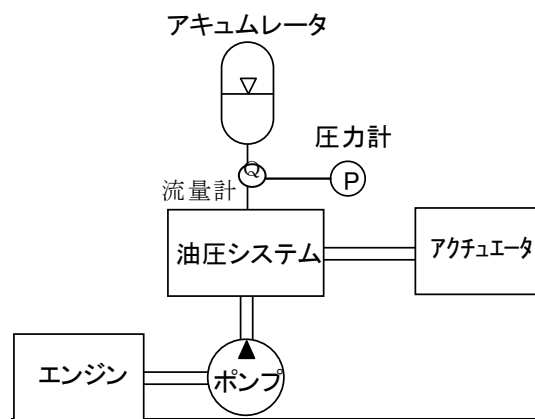 アキュムレータ
圧力計
Q
P
流量計
油圧システム
アクチュエータ
エンジン
ポンプ